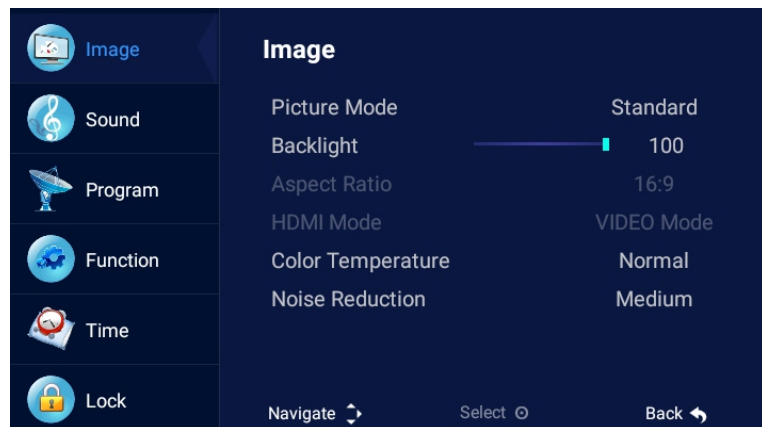 Image
Sound
Program
Function
Time
Lock
Image
Picture Mode Standard
Backlight 100
Aspect Ratio 16:9
HDMI Mode VIDEO Mode
Color Temperature Normal
Noise Reduction Medium
Navigate Select Back